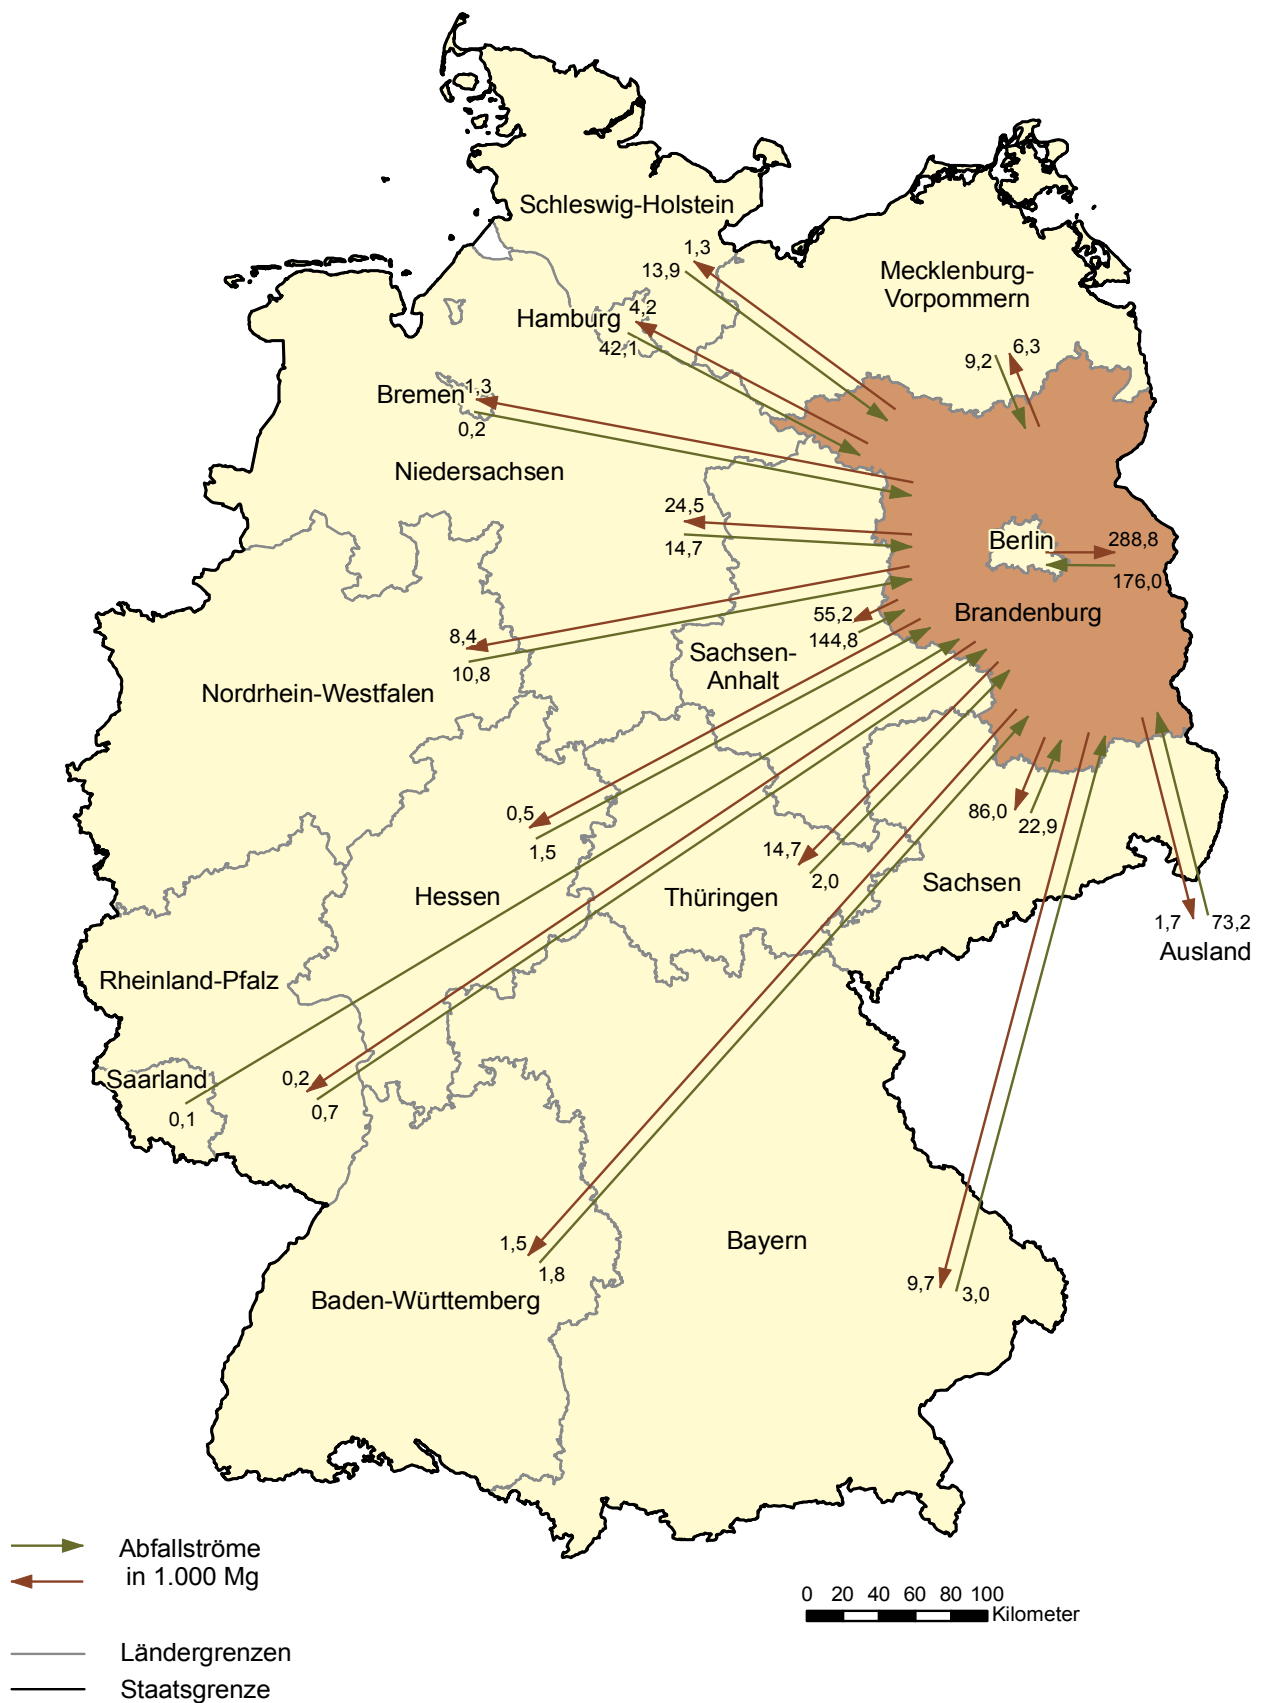 Schleswig-Holstein
1,3
13,9
Mecklenburg-
Vorpommern
Hamburg
4,2
42,1
9,2
6,3
Bremen
1,3
0,2
Niedersachsen
24,5
14,7
Berlin
288,8
176,0
Brandenburg
55,2
144,8
8,4
10,8
Sachsen-
Anhalt
Nordrhein-Westfalen
0,5
1,5
86,0
22,9
14,7
2,0
Hessen
Thüringen
Sachsen
1,7
73,2
Ausland
Rheinland-Pfalz
Saarland
0,1
0,2
0,7
1,5
1,8
Bayern
9,7
3,0
Baden-Württemberg
Abfallströme
in 1.000 Mg
0 20 40 60 80 100
Kilometer
Ländergrenzen
Staatsgrenze